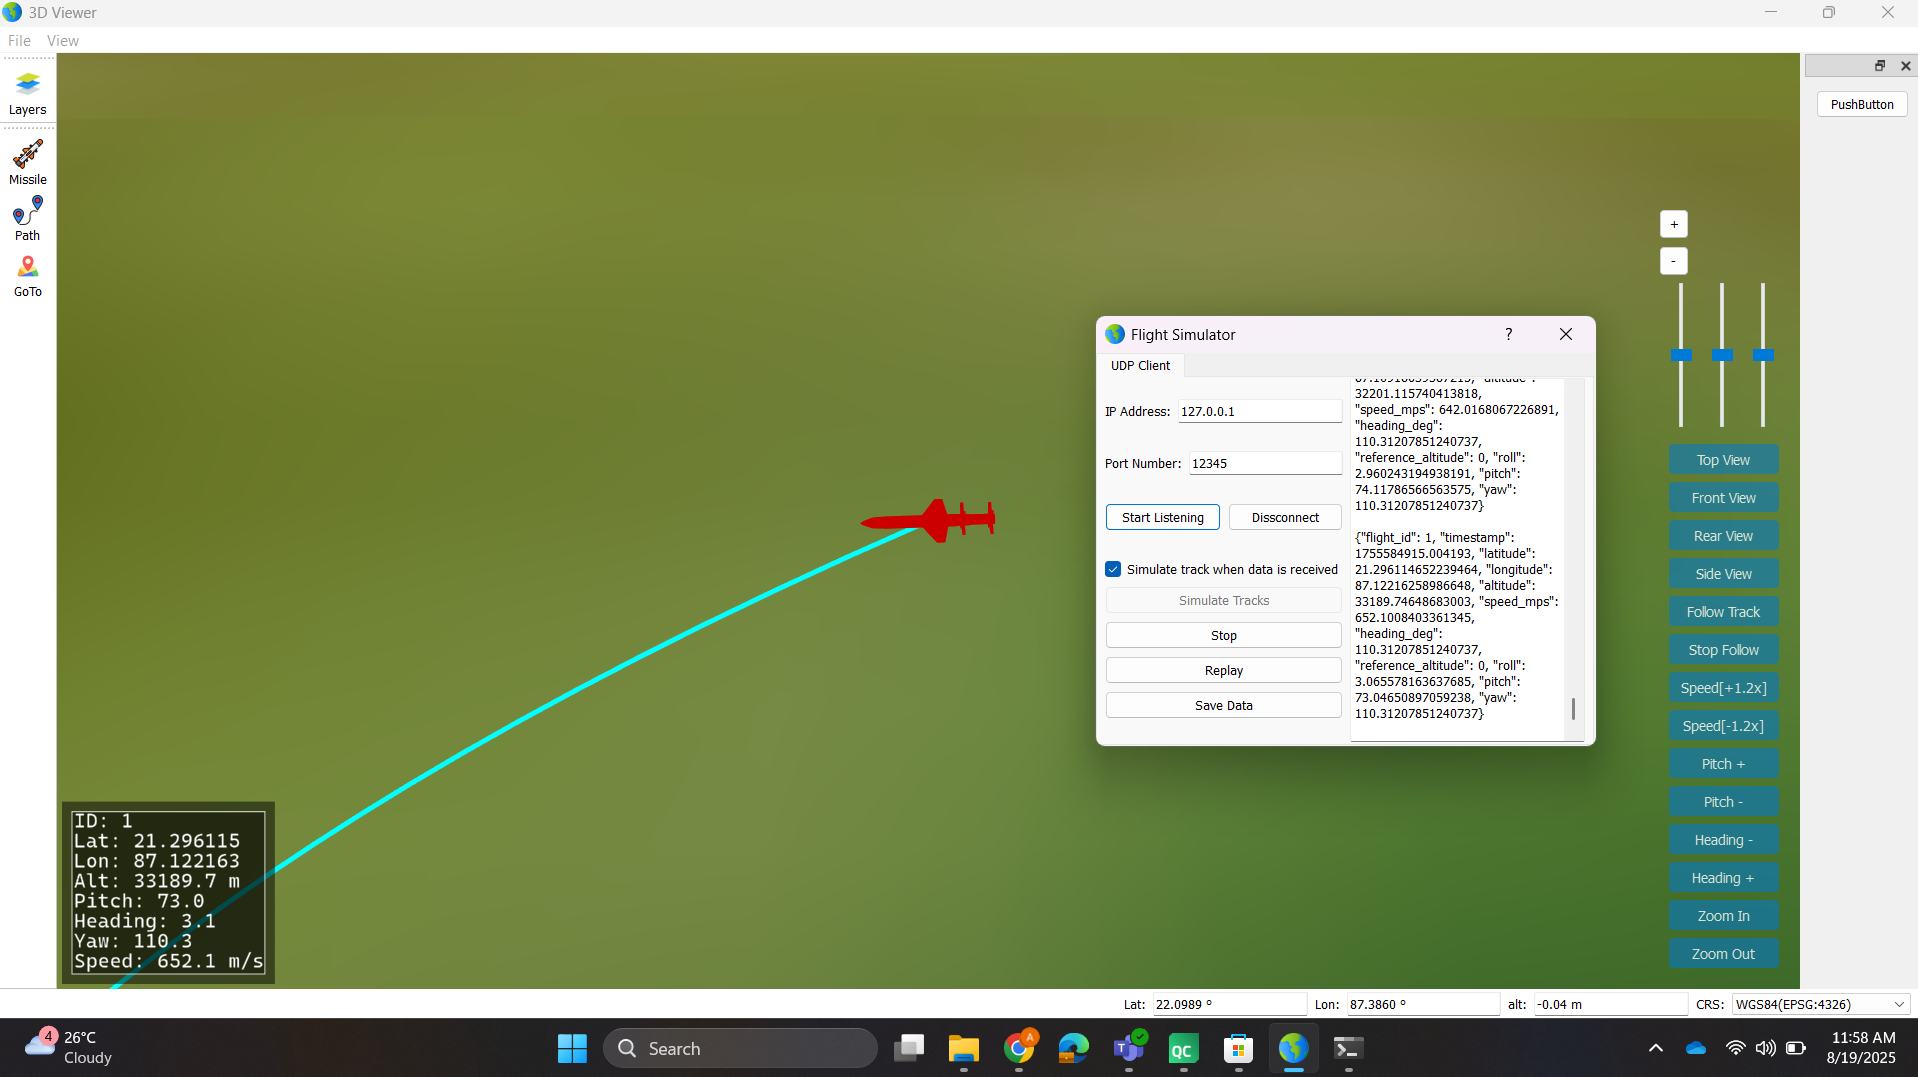 3D Viewer
File View
Layers
Missile
Path
GoTo
PushButton
+
-
Flight Simulator
?
UDP Client
IP Address: 127.0.0.1
Port Number: 12345
Start Listening Dissconnect
Simulate track when data is received
Simulate Tracks
Stop
Replay
Save Data
32201.115740413818,
"speed_mps": 642.0168067226891,
"heading_deg":
110.31207851240737,
"reference_altitude": 0, "roll":
2.960243194938191, "pitch":
74.11786566563575, "yaw":
110.31207851240737}
{"flight_id": 1, "timestamp":
1755584915.004193, "latitude":
21.296114652239464, "longitude":
87.12216258986648, "altitude":
33189.74648683003, "speed_mps":
652.1008403361345,
"heading_deg":
110.31207851240737,
"reference_altitude": 0, "roll":
3.065578163637685, "pitch":
73.04650897059238, "yaw":
110.31207851240737}
Top View
Front View
Rear View
Side View
Follow Track
Stop Follow
Speed[+1.2x]
Speed[-1.2x]
Pitch +
Pitch -
Heading -
Heading +
Zoom In
Zoom Out
ID: 1
Lat: 21.296115
Lon: 87.122163
Alt: 33189.7 m
Pitch: 73.0
Heading: 3.1
Yaw: 110.3
Speed: 652.1 m/s
Lat: 22.0989 ° Lon: 87.3860 ° alt: -0.04 m CRS: WGS84(EPSG:4326)
4
26°C
Cloudy
Search
A
T
QC
11:58 AM
8/19/2025